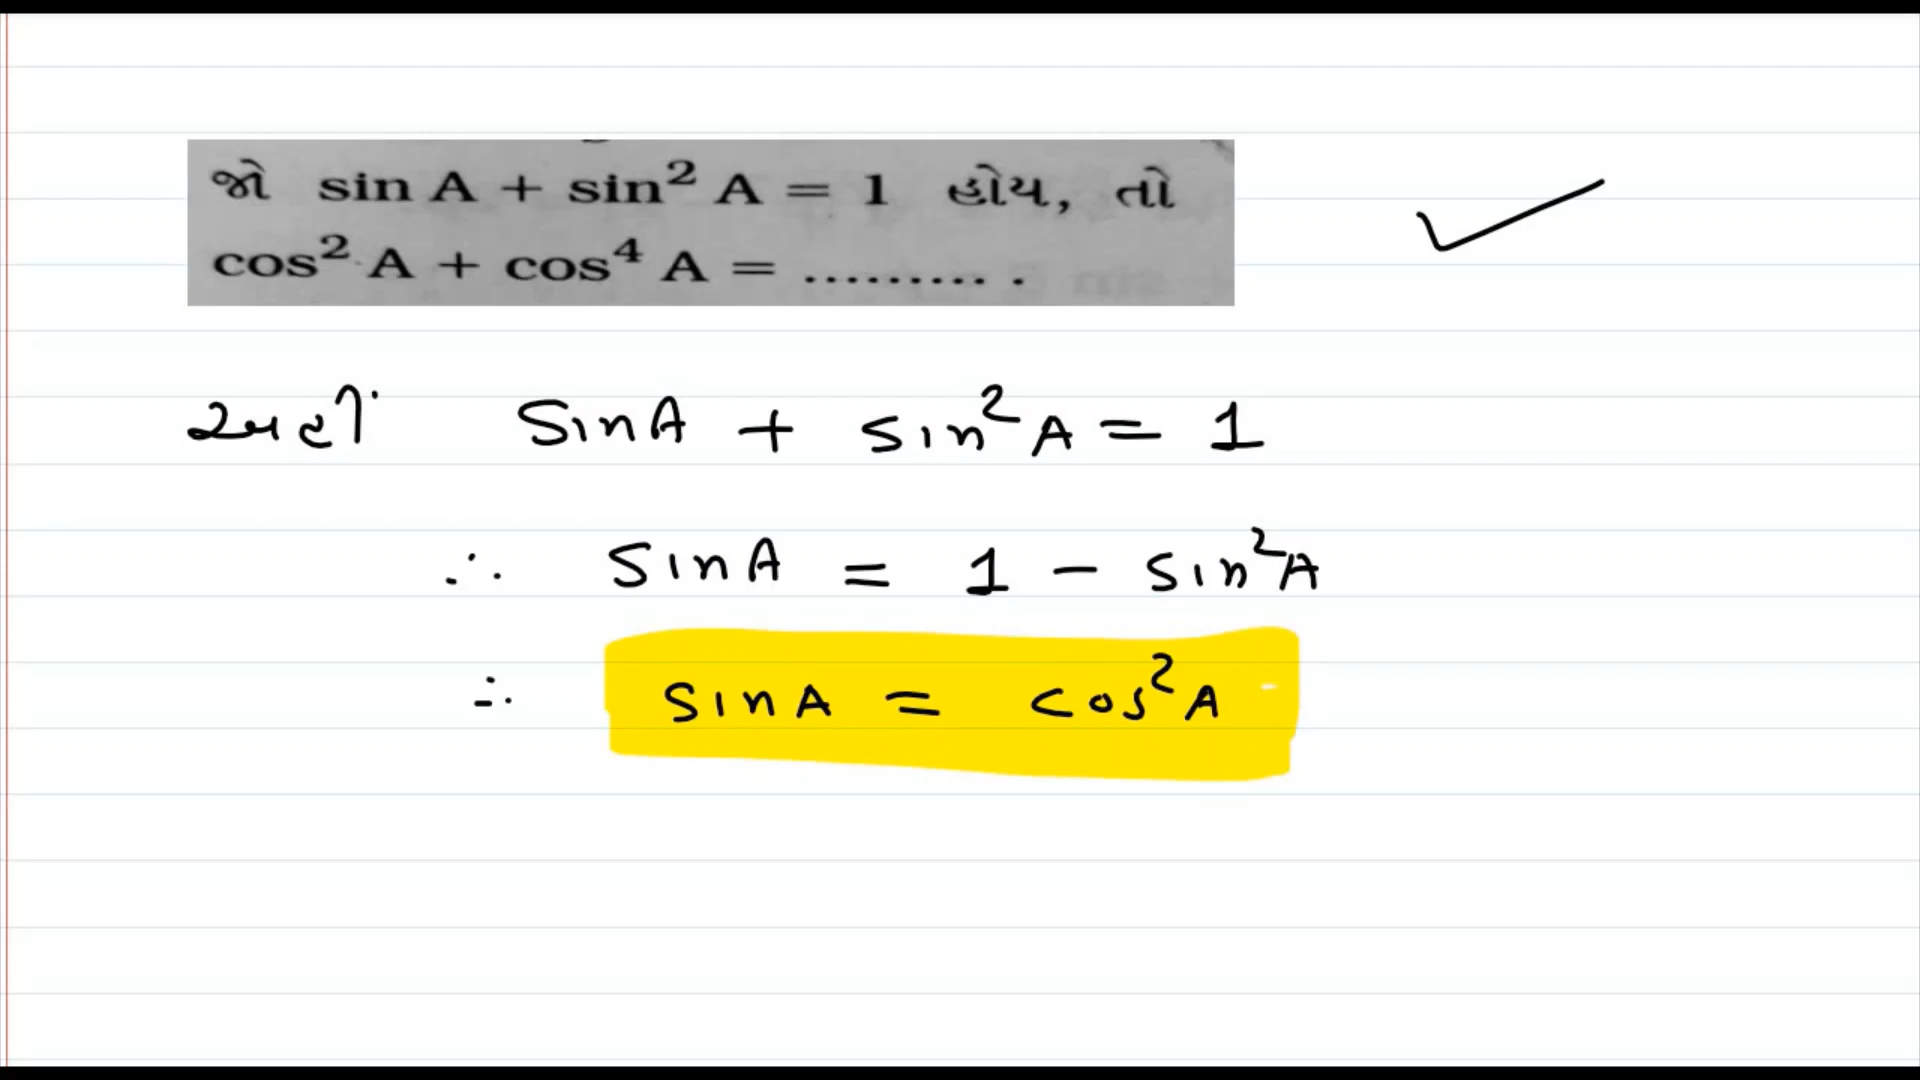 જો sin A + sin² A = 1 હોય, તો
cos² A + cos⁴ A = .......... .
અહીં sinA + sin²A = 1
∴ sinA = 1 - sin²A
∴ sinA = cos²A